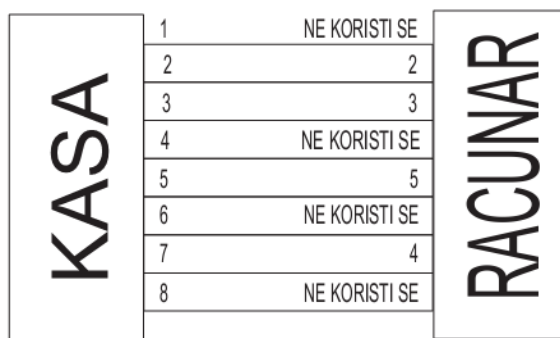 KASA
1 NE KORISTI SE
2 2
3 3
4 NE KORISTI SE
5 5
6 NE KORISTI SE
7 4
8 NE KORISTI SE
RACUNAR